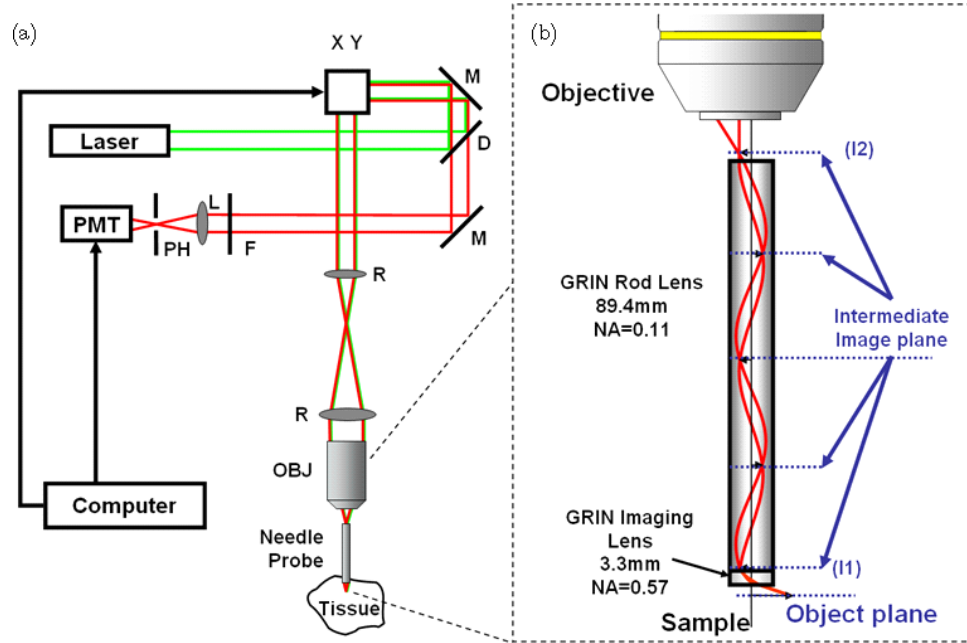 (a)
X Y
M
Laser
D
PMT
L
PH
F
M
R
R
OBJ
Computer
Needle
Probe
Tissue
(b)
Objective
(I2)
GRIN Rod Lens
89.4mm
NA=0.11
Intermediate
Image plane
GRIN Imaging
Lens
3.3mm
NA=0.57
(I1)
Object plane
Sample